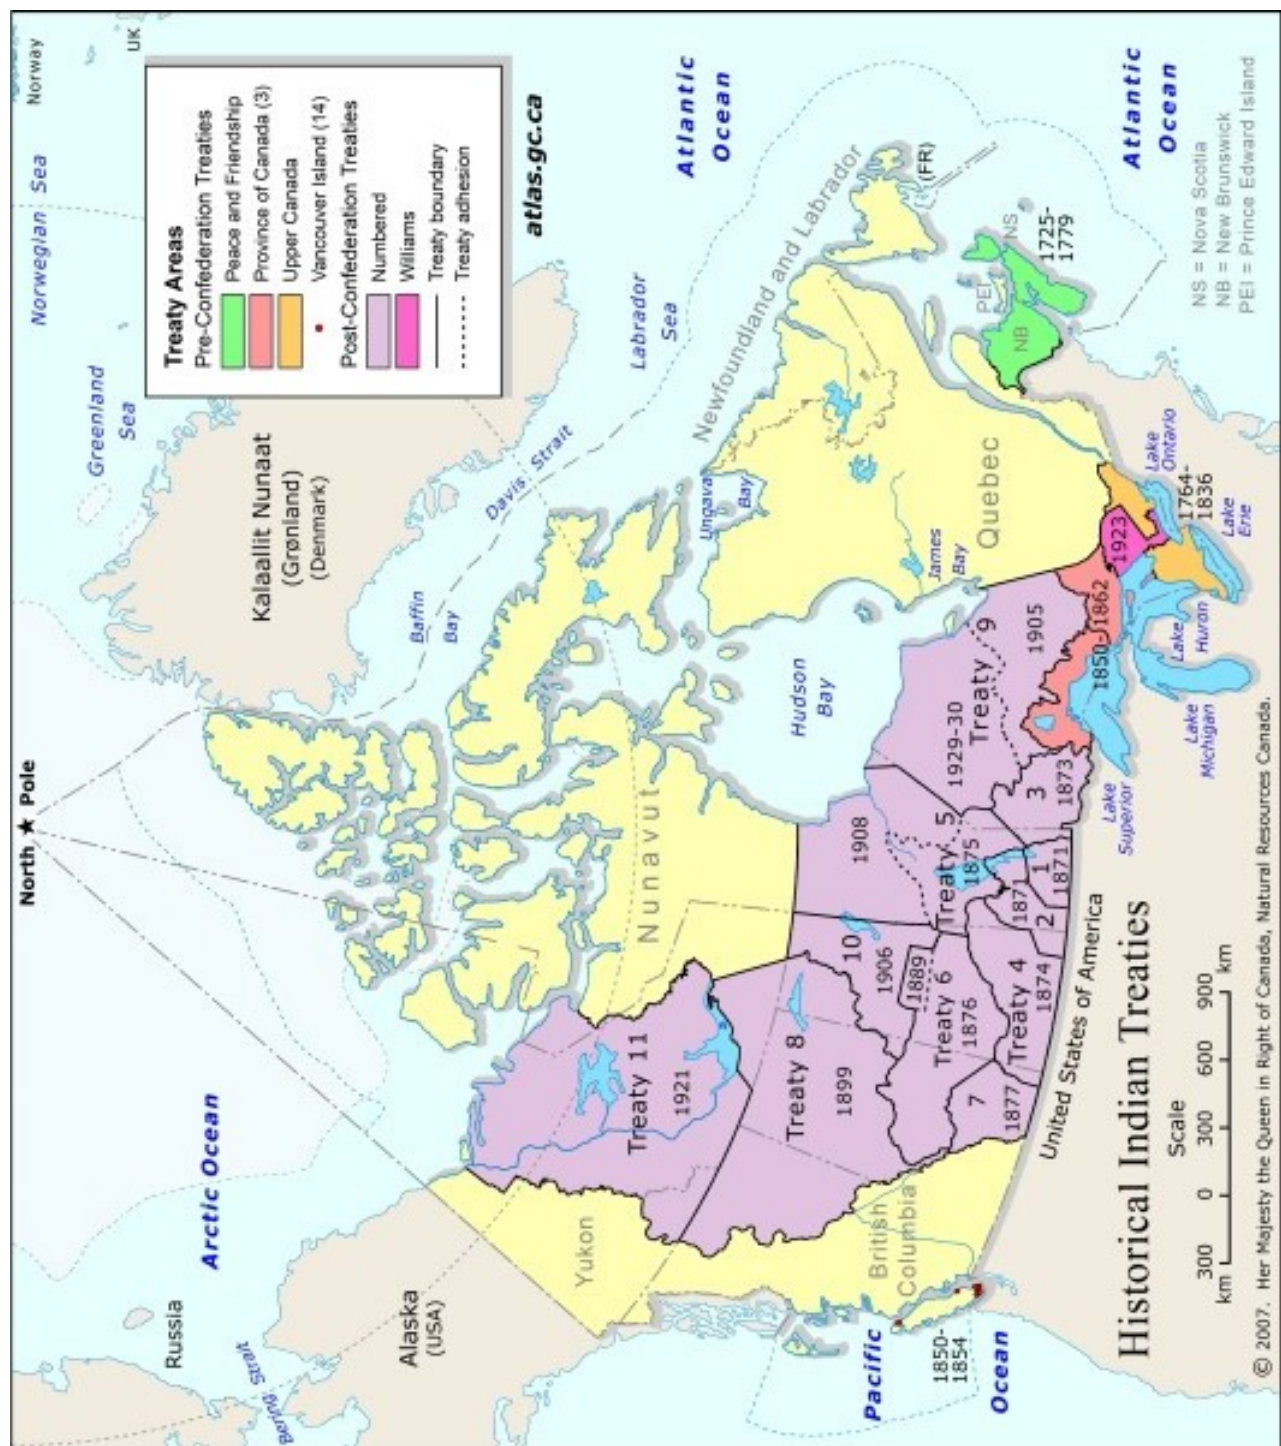 Norway
UK
Norwegian Sea
Greenland
Sea
Treaty Areas
Pre-Confederation Treaties
Peace and Friendship
Province of Canada (3)
Upper Canada
Vancouver Island (14)
Post-Confederation Treaties
Numbered
Williams
Treaty boundary
Treaty adhesion
atlas.gc.ca
North ★ Pole
Russia
Bering Strait
Arctic Ocean
Alaska
(USA)
Kalaallit Nunaat
(Grønland)
(Denmark)
Baffin
Bay
Davis Strait
Labrador
Sea
Atlantic
Ocean
Yukon
Treaty 11
1921
Nunavut
Ungava
Bay
Newfoundland and Labrador
(FR)
Hudson
Bay
Treaty 8
1899
British
Columbia
Pacific
Ocean
1850-
1854
10
1906
1908
1889
Treaty 6
1876
Treaty 5
1875
1929-30
Treaty 9
1905
James
Bay
Quebec
7
1877
Treaty 4
1874
187
2
1
1871
3
1873
1850-1862
1923
1764-
1836
PEI
NB
NS
1725-
1779
Lake
Superior
Lake
Michigan
Lake
Huron
Lake
Erie
Lake
Ontario
United States of America
Atlantic
Ocean
Historical Indian Treaties
Scale
300 0 300 600 900
km km
NS = Nova Scotia
NB = New Brunswick
PEI = Prince Edward Island
© 2007. Her Majesty the Queen in Right of Canada, Natural Resources Canada.